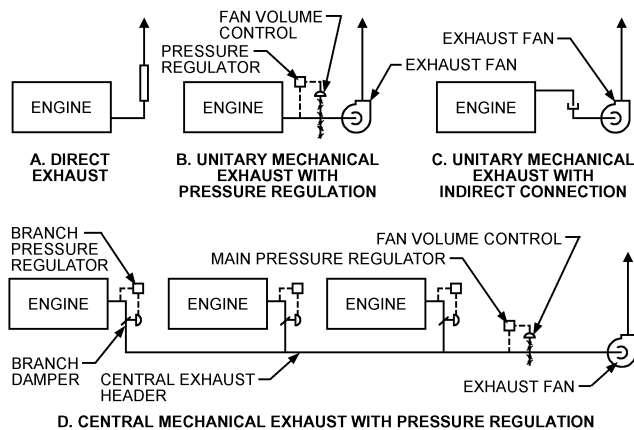 FAN VOLUME
CONTROL
PRESSURE
REGULATOR
EXHAUST FAN
EXHAUST FAN
ENGINE
ENGINE
ENGINE
A. DIRECT
EXHAUST
B. UNITARY MECHANICAL
EXHAUST WITH
PRESSURE REGULATION
C. UNITARY MECHANICAL
EXHAUST WITH
INDIRECT CONNECTION
BRANCH
PRESSURE
REGULATOR
FAN VOLUME CONTROL
MAIN PRESSURE REGULATOR
ENGINE
ENGINE
ENGINE
BRANCH
DAMPER
CENTRAL EXHAUST
HEADER
EXHAUST FAN
D. CENTRAL MECHANICAL EXHAUST WITH PRESSURE REGULATION